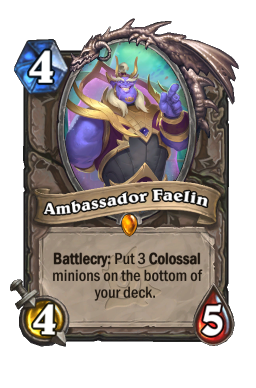 4
Ambassador Faelin
Battlecry: Put 3 Colossal
minions on the bottom of
your deck.
4
5